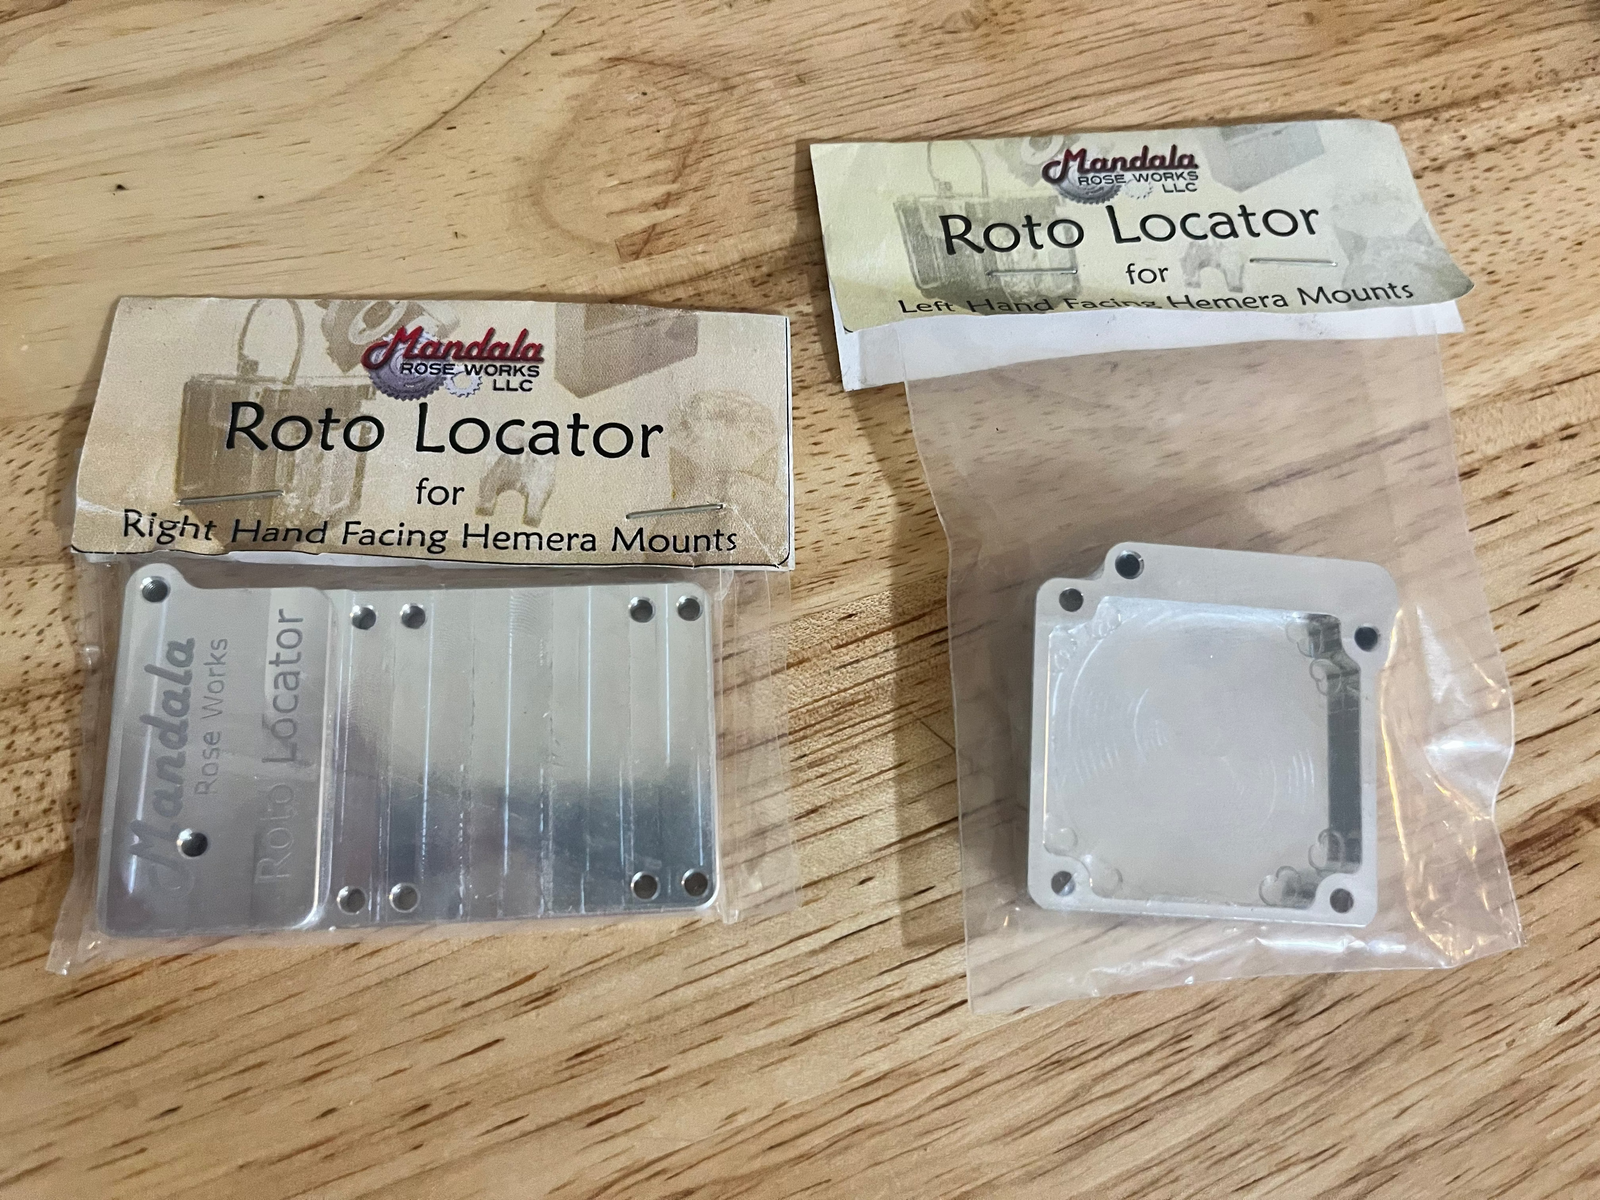 Mandala
ROSE WORKS
LLC
Roto Locator
for
Right Hand Facing Hemera Mounts
Mandala
Rose Works
Roto Locator
Mandala
ROSE WORKS
LLC
Roto Locator
for
Left Hand Facing Hemera Mounts